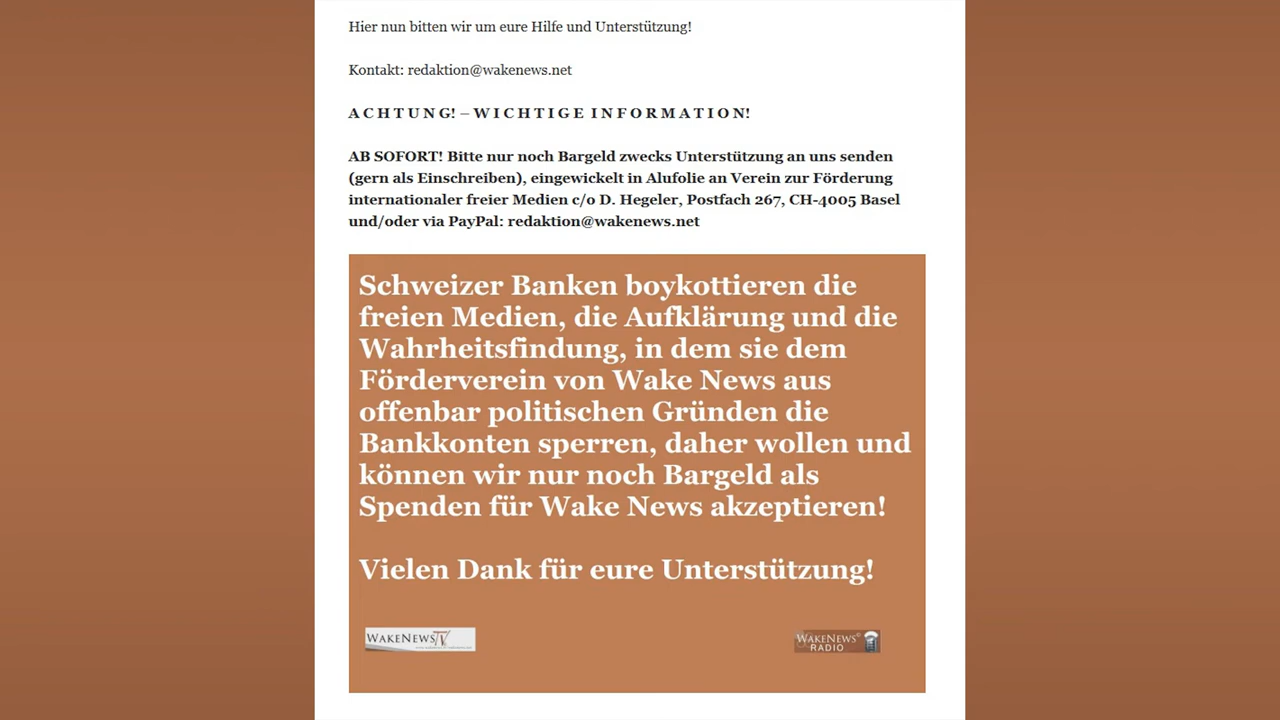 Hier nun bitten wir um eure Hilfe und Unterstützung!
Kontakt: redaktion@wakenews.net
A C H T U N G! – W I C H T I G E I N F O R M A T I O N!
AB SOFORT! Bitte nur noch Bargeld zwecks Unterstützung an uns senden
(gern als Einschreiben), eingewickelt in Alufolie an Verein zur Förderung
internationaler freier Medien c/o D. Hegeler, Postfach 267, CH-4005 Basel
und/oder via PayPal: redaktion@wakenews.net
Schweizer Banken boykottieren die
freien Medien, die Aufklärung und die
Wahrheitsfindung, in dem sie dem
Förderverein von Wake News aus
offenbar politischen Gründen die
Bankkonten sperren, daher wollen und
können wir nur noch Bargeld als
Spenden für Wake News akzeptieren!
Vielen Dank für eure Unterstützung!
WAKENEWS TV
WAKENEWS®
RADIO